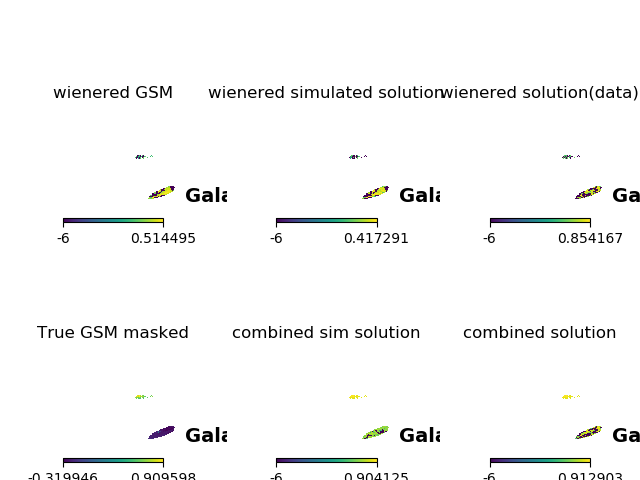 wienered GSM
wienered simulated solution
wienered solution(data)
Gala
Gala
Ga
-6 0.514495
-6 0.417291
-6 0.854167
True GSM masked
combined sim solution
combined solution
Gala
Gala
Ga
-0.319946 0.909598
-6 0.904125
-6 0.912903